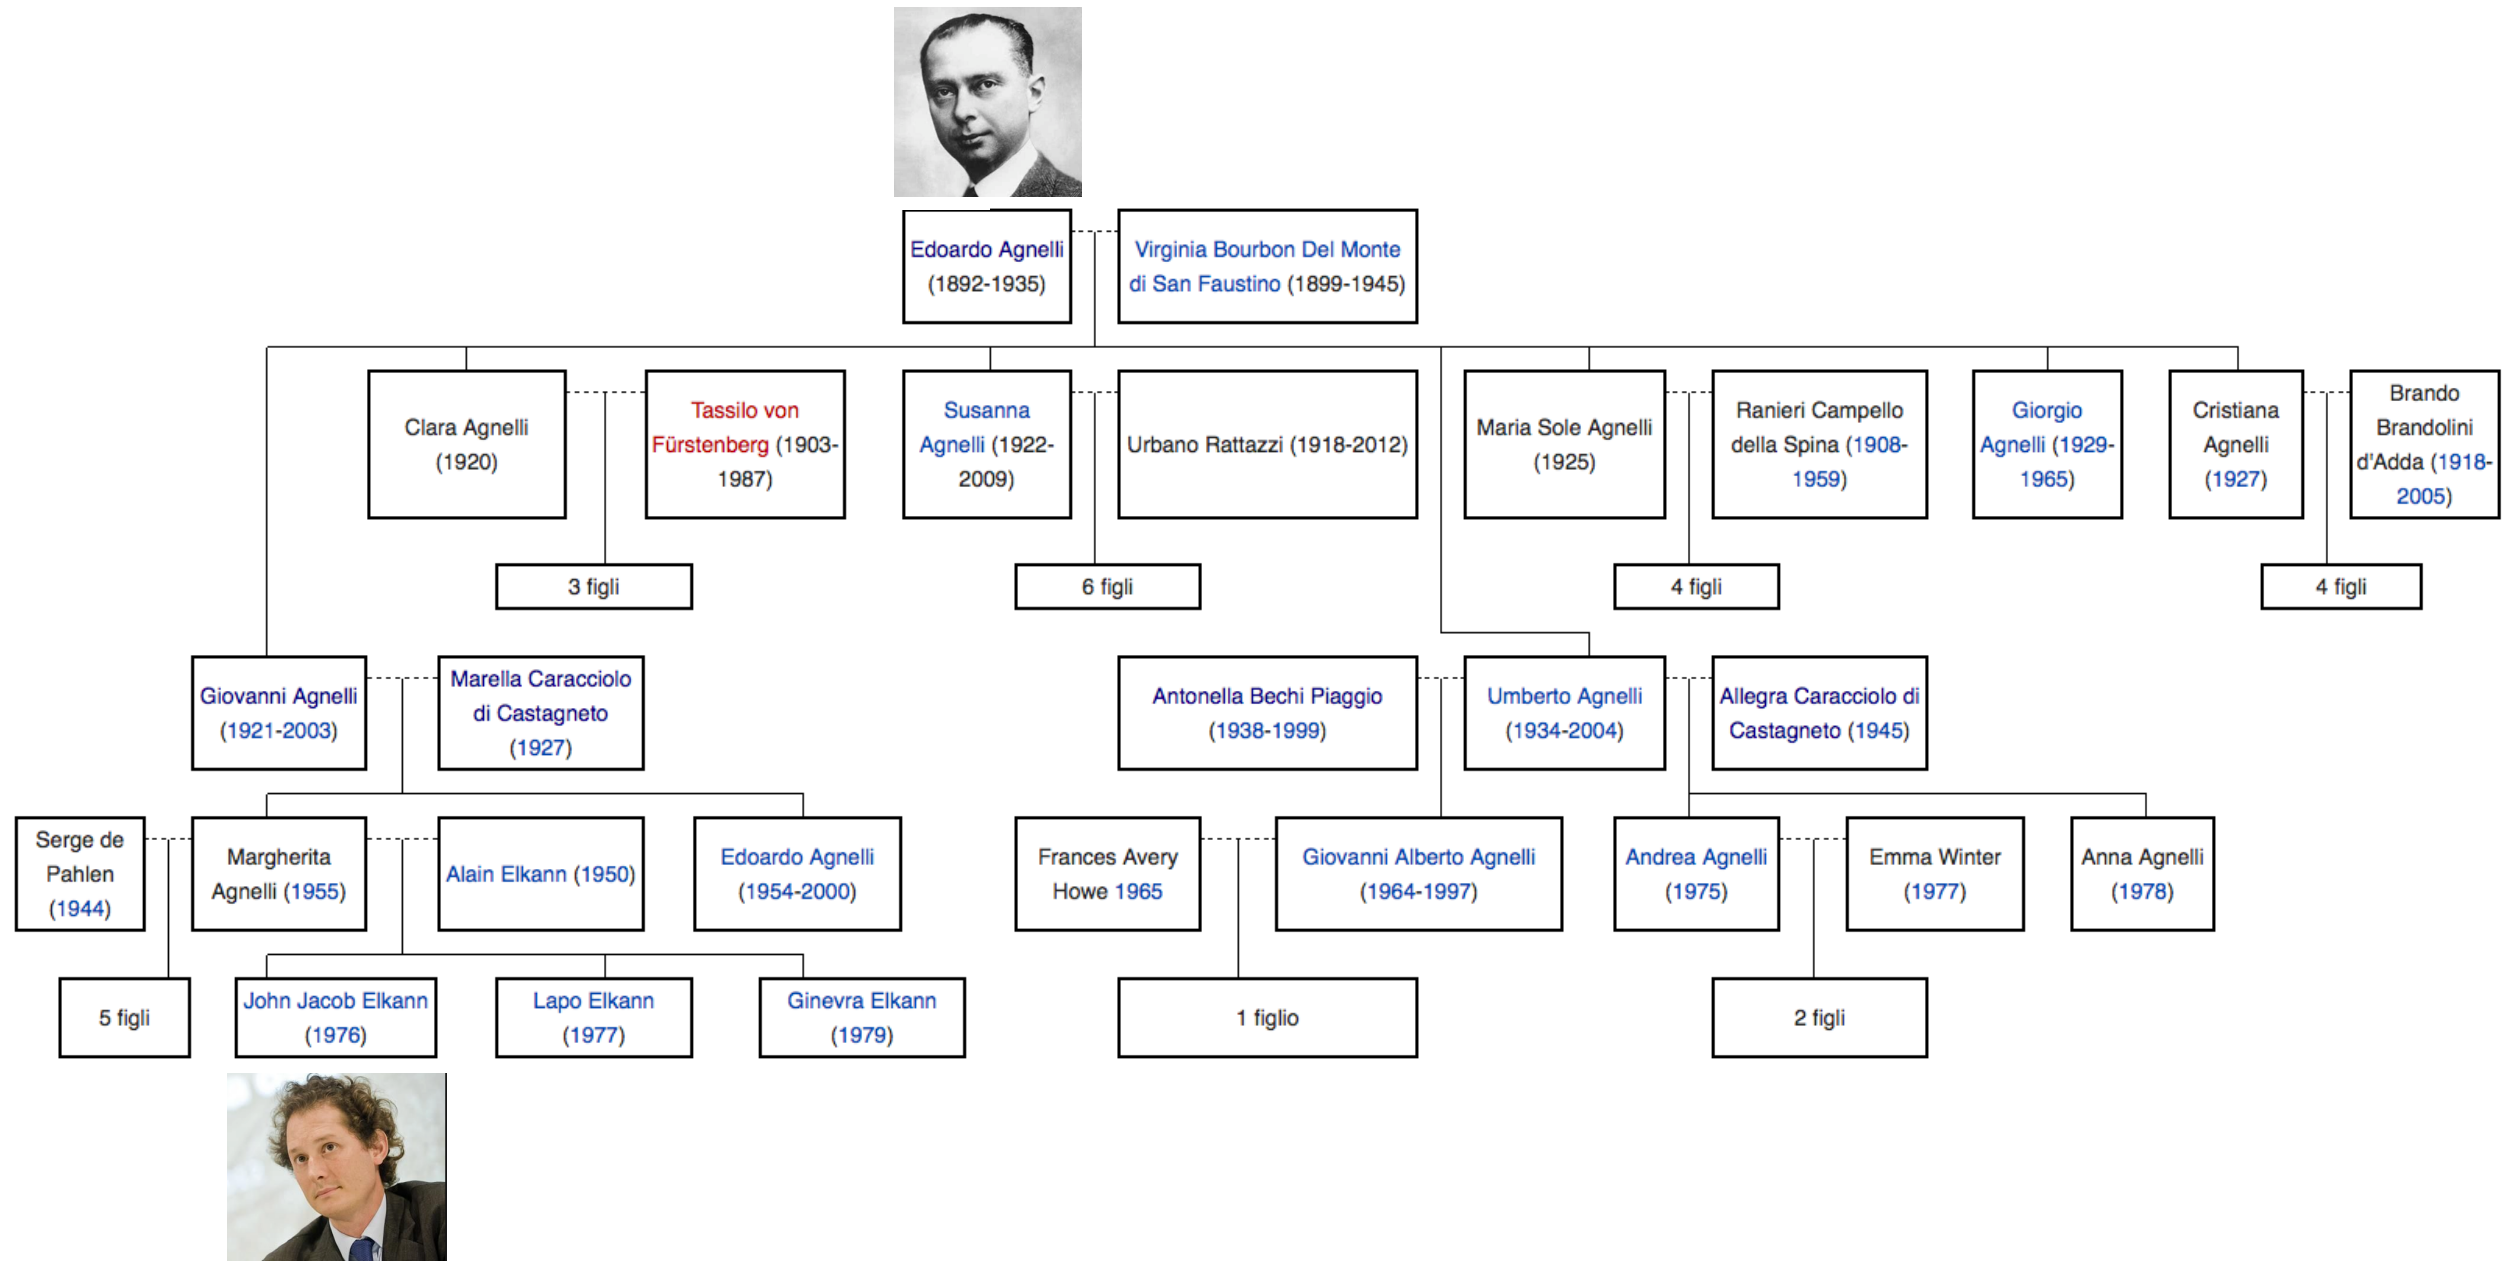 Edoardo Agnelli
(1892-1935)
Virginia Bourbon Del Monte
di San Faustino (1899-1945)
Clara Agnelli
(1920)
Tassilo von
Fürstenberg (1903-
1987)
Susanna
Agnelli (1922-
2009)
Urbano Rattazzi (1918-2012)
Maria Sole Agnelli
(1925)
Ranieri Campello
della Spina (1908-
1959)
Giorgio
Agnelli (1929-
1965)
Cristiana
Agnelli
(1927)
Brando
Brandolini
d'Adda (1918-
2005)
3 figli
6 figli
4 figli
4 figli
Giovanni Agnelli
(1921-2003)
Marella Caracciolo
di Castagneto
(1927)
Antonella Bechi Piaggio
(1938-1999)
Umberto Agnelli
(1934-2004)
Allegra Caracciolo di
Castagneto (1945)
Serge de
Pahlen
(1944)
Margherita
Agnelli (1955)
Alain Elkann (1950)
Edoardo Agnelli
(1954-2000)
Frances Avery
Howe 1965
Giovanni Alberto Agnelli
(1964-1997)
Andrea Agnelli
(1975)
Emma Winter
(1977)
Anna Agnelli
(1978)
5 figli
John Jacob Elkann
(1976)
Lapo Elkann
(1977)
Ginevra Elkann
(1979)
1 figlio
2 figli